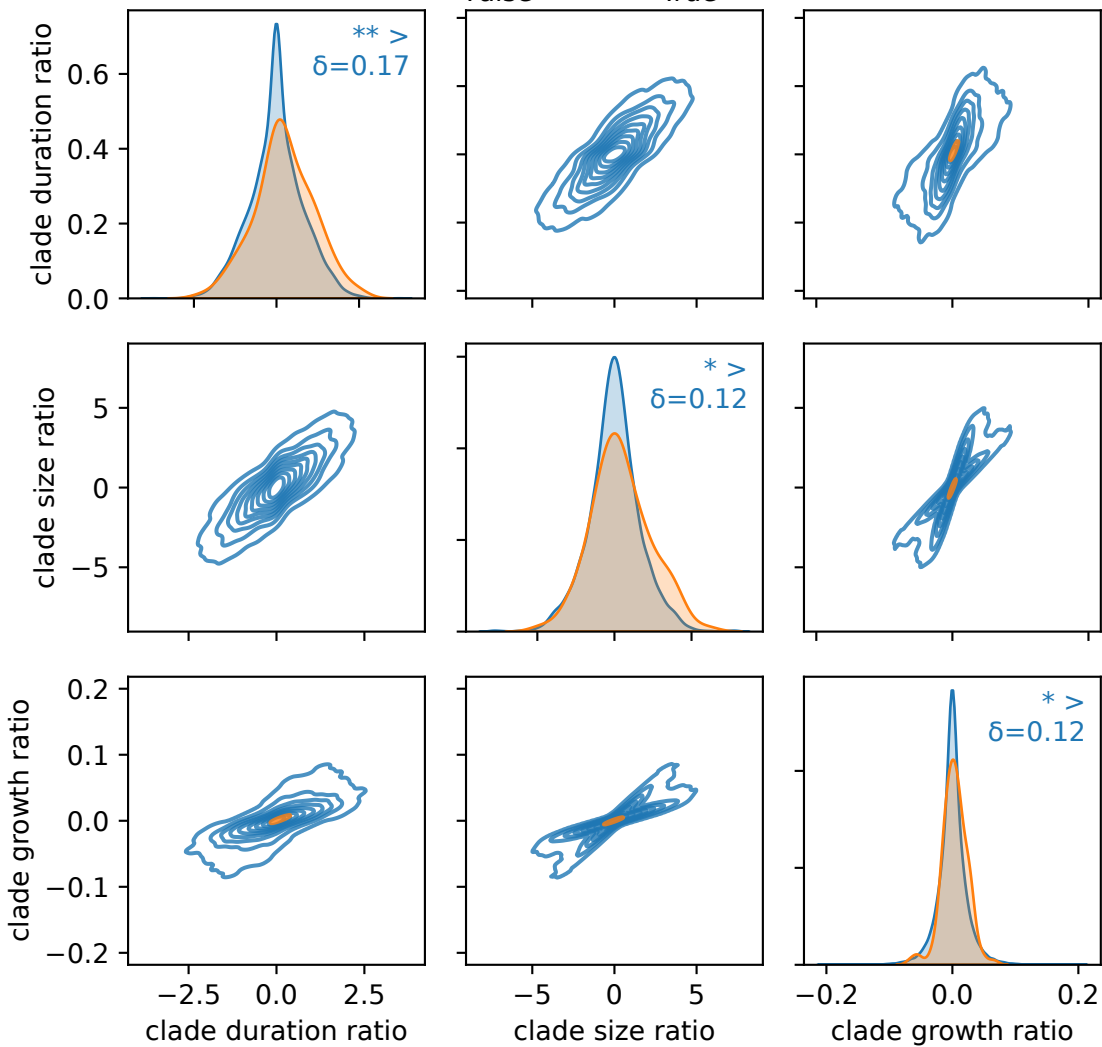 ** >
δ=0.17
clade duration ratio
0.6
0.4
0.2
0.0
* >
δ=0.12
clade size ratio
5
0
−5
* >
δ=0.12
clade growth ratio
0.2
0.1
0.0
−0.1
−0.2
−2.5 0.0 2.5
−5 0 5
−0.2 0.0 0.2
clade duration ratio
clade size ratio
clade growth ratio